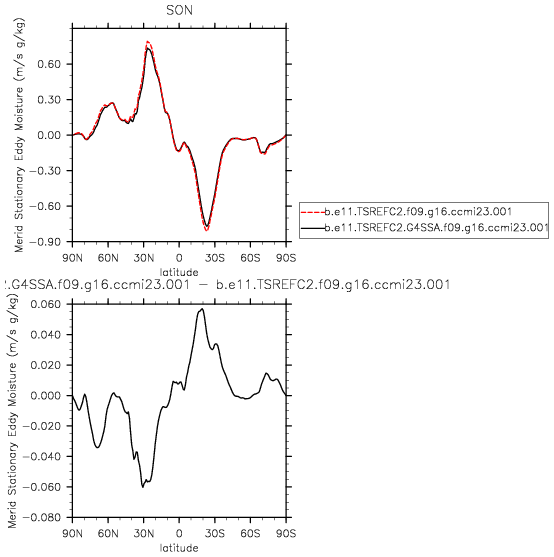 SON
Merid Stationary Eddy Moisture (m/s g/kg)
0.60
0.30
0.00
-0.30
-0.60
-0.90
90N 60N 30N 0 30S 60S 90S
latitude
b.e11.TSREFC2.f09.g16.ccmi23.001
b.e11.TSREFC2.G4SSA.f09.g16.ccmi23.001
2.G4SSA.f09.g16.ccmi23.001 - b.e11.TSREFC2.f09.g16.ccmi23.001
Merid Stationary Eddy Moisture (m/s g/kg)
0.060
0.040
0.020
0.000
-0.020
-0.040
-0.060
-0.080
90N 60N 30N 0 30S 60S 90S
latitude